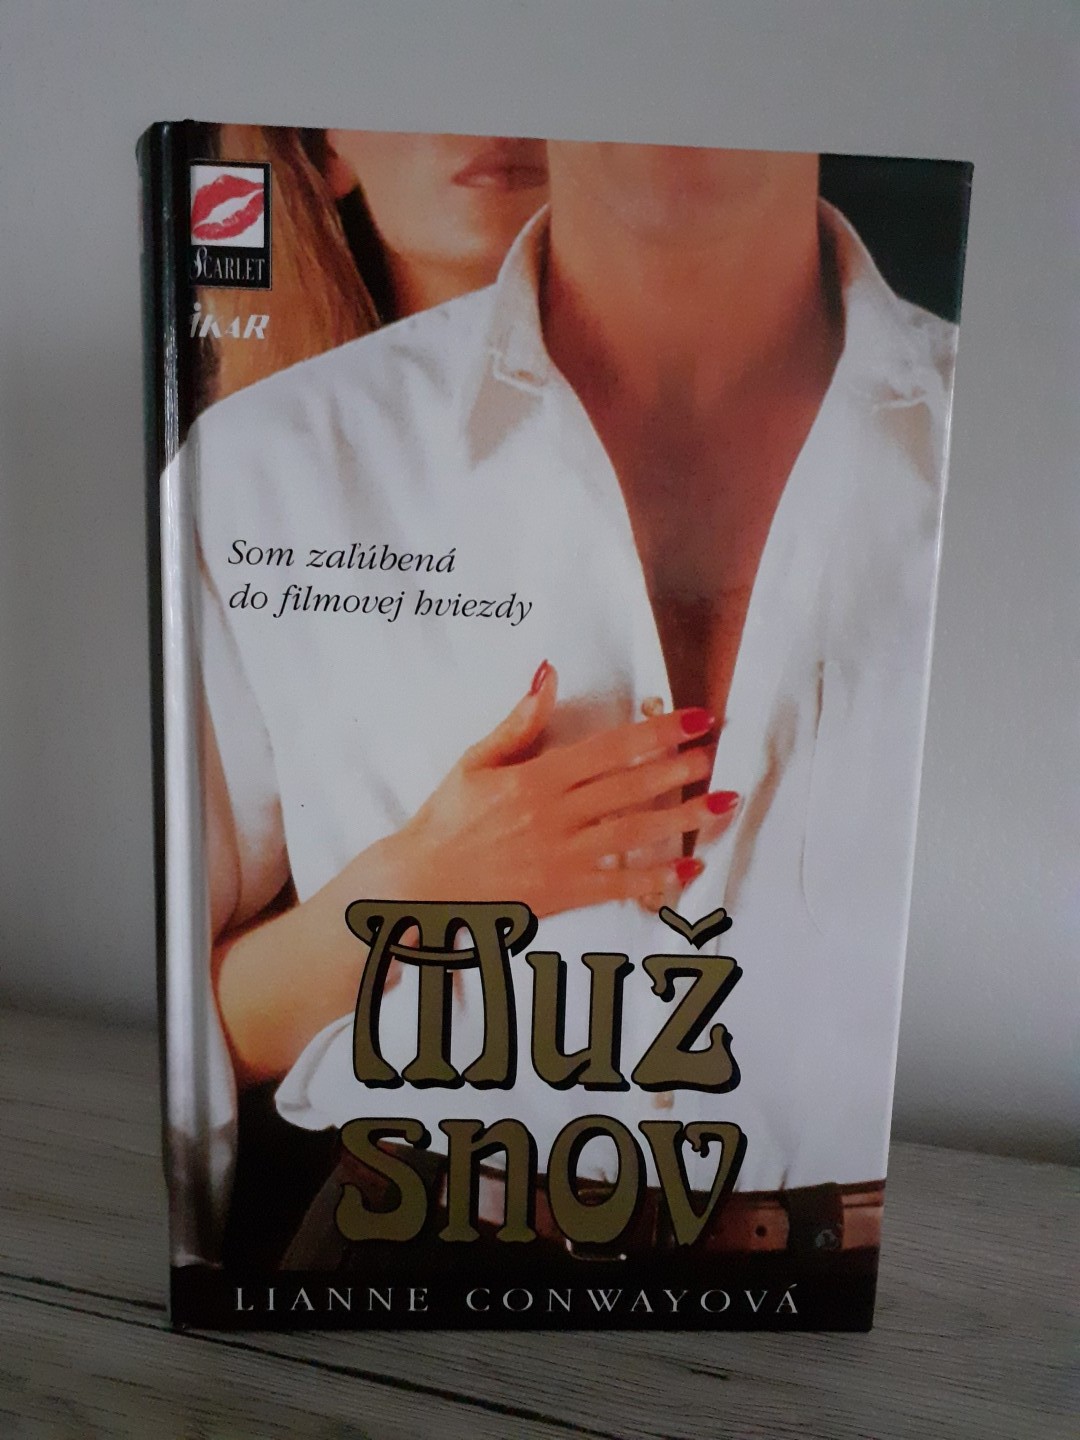 SCARLET
iKAR
Som zaľúbená
do filmovej hviezdy
Muž
snov
LIANNE CONWAYOVÁ